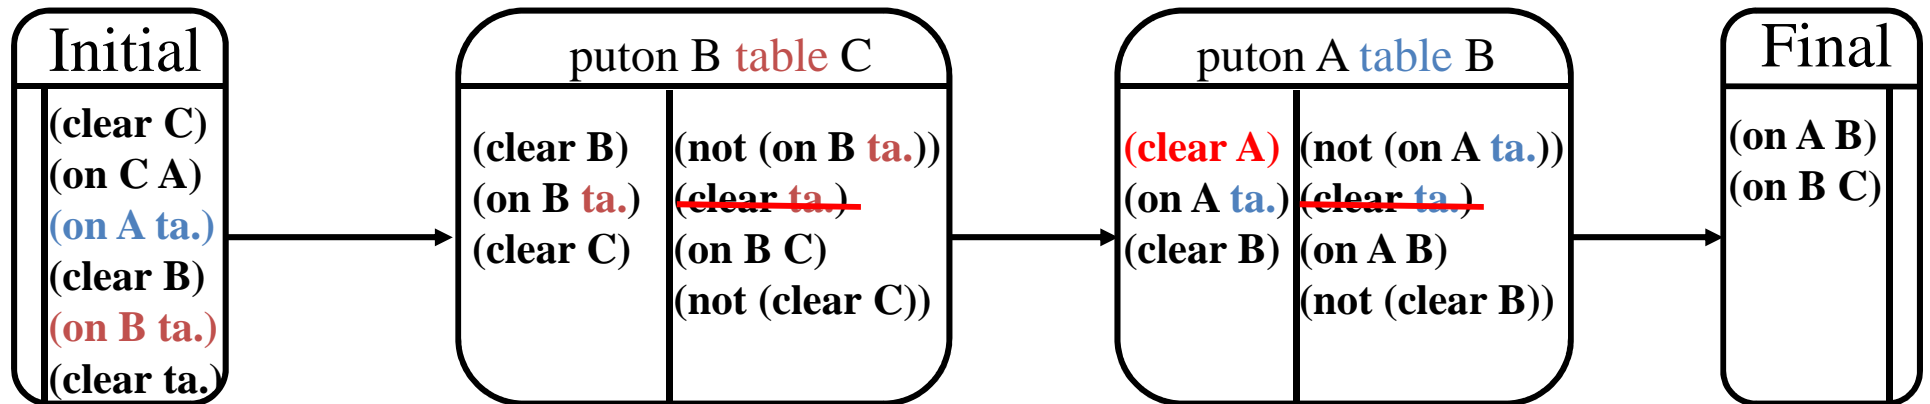 Initial
(clear C)
(on C A)
(on A ta.)
(clear B)
(on B ta.)
(clear ta.)
puton B table C
(clear B)
(on B ta.)
(clear C)
(not (on B ta.))
(clear ta.)
(on B C)
(not (clear C))
puton A table B
(clear A)
(on A ta.)
(clear B)
(not (on A ta.))
(clear ta.)
(on A B)
(not (clear B))
Final
(on A B)
(on B C)